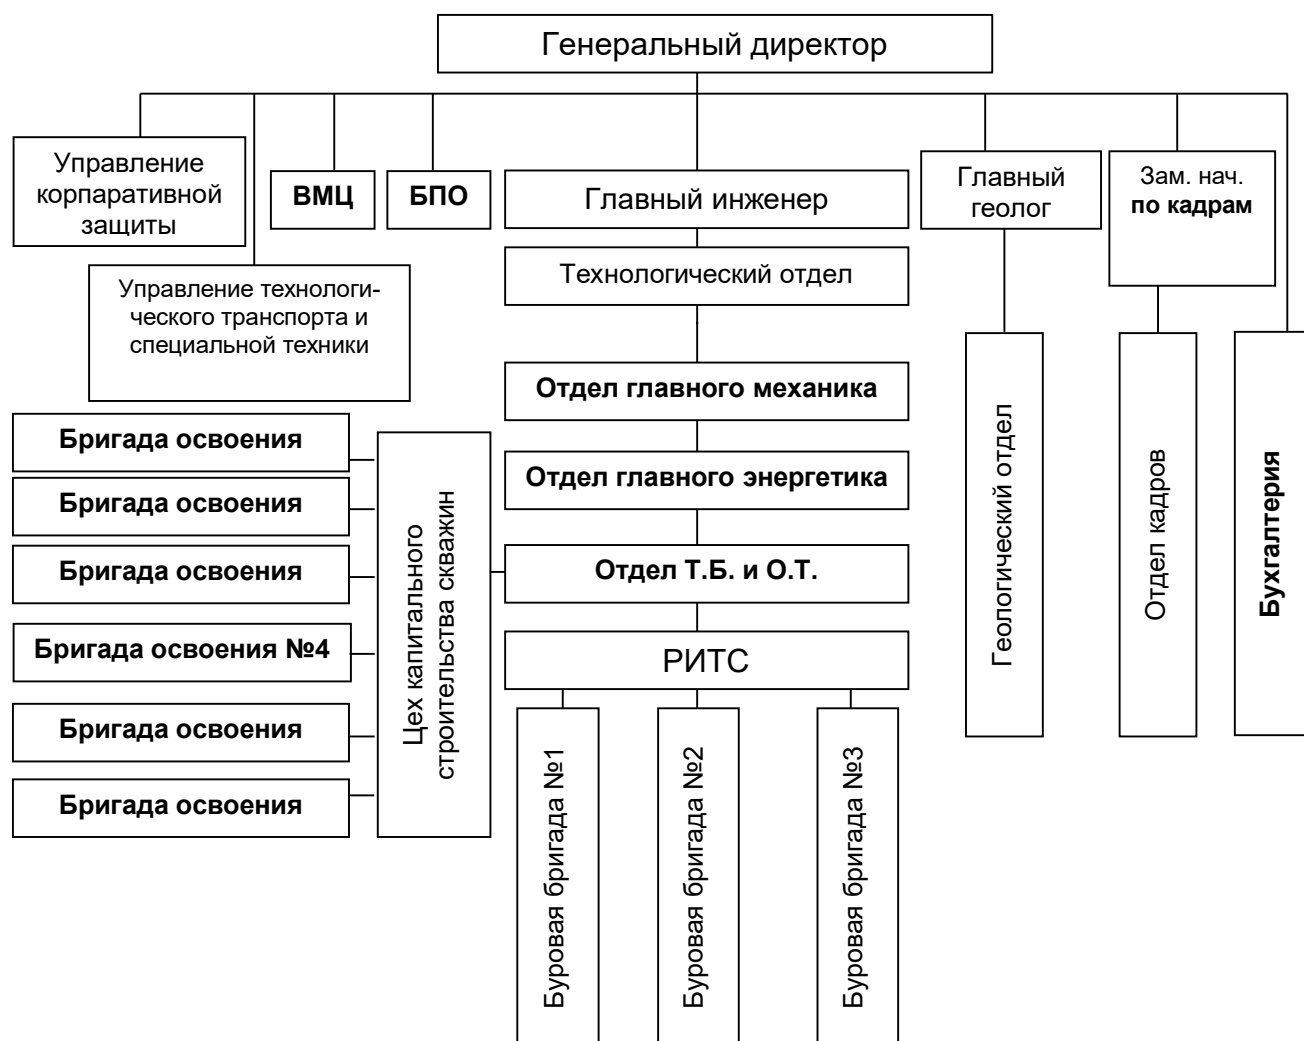 Генеральный директор
Управление
корпаративной
защиты
ВМЦ
БПО
Главный инженер
Главный
геолог
Зам. нач.
по кадрам
Технологический отдел
Управление технологи-
ческого транспорта и
специальной техники
Отдел главного механика
Отдел главного энергетика
Отдел Т.Б. и О.Т.
РИТС
Бригада освоения
Бригада освоения
Бригада освоения
Бригада освоения №4
Бригада освоения
Бригада освоения
Цех капитального
строительства скважин
Буровая бригада №1
Буровая бригада №2
Буровая бригада №3
Геологический отдел
Отдел кадров
Бухгалтерия